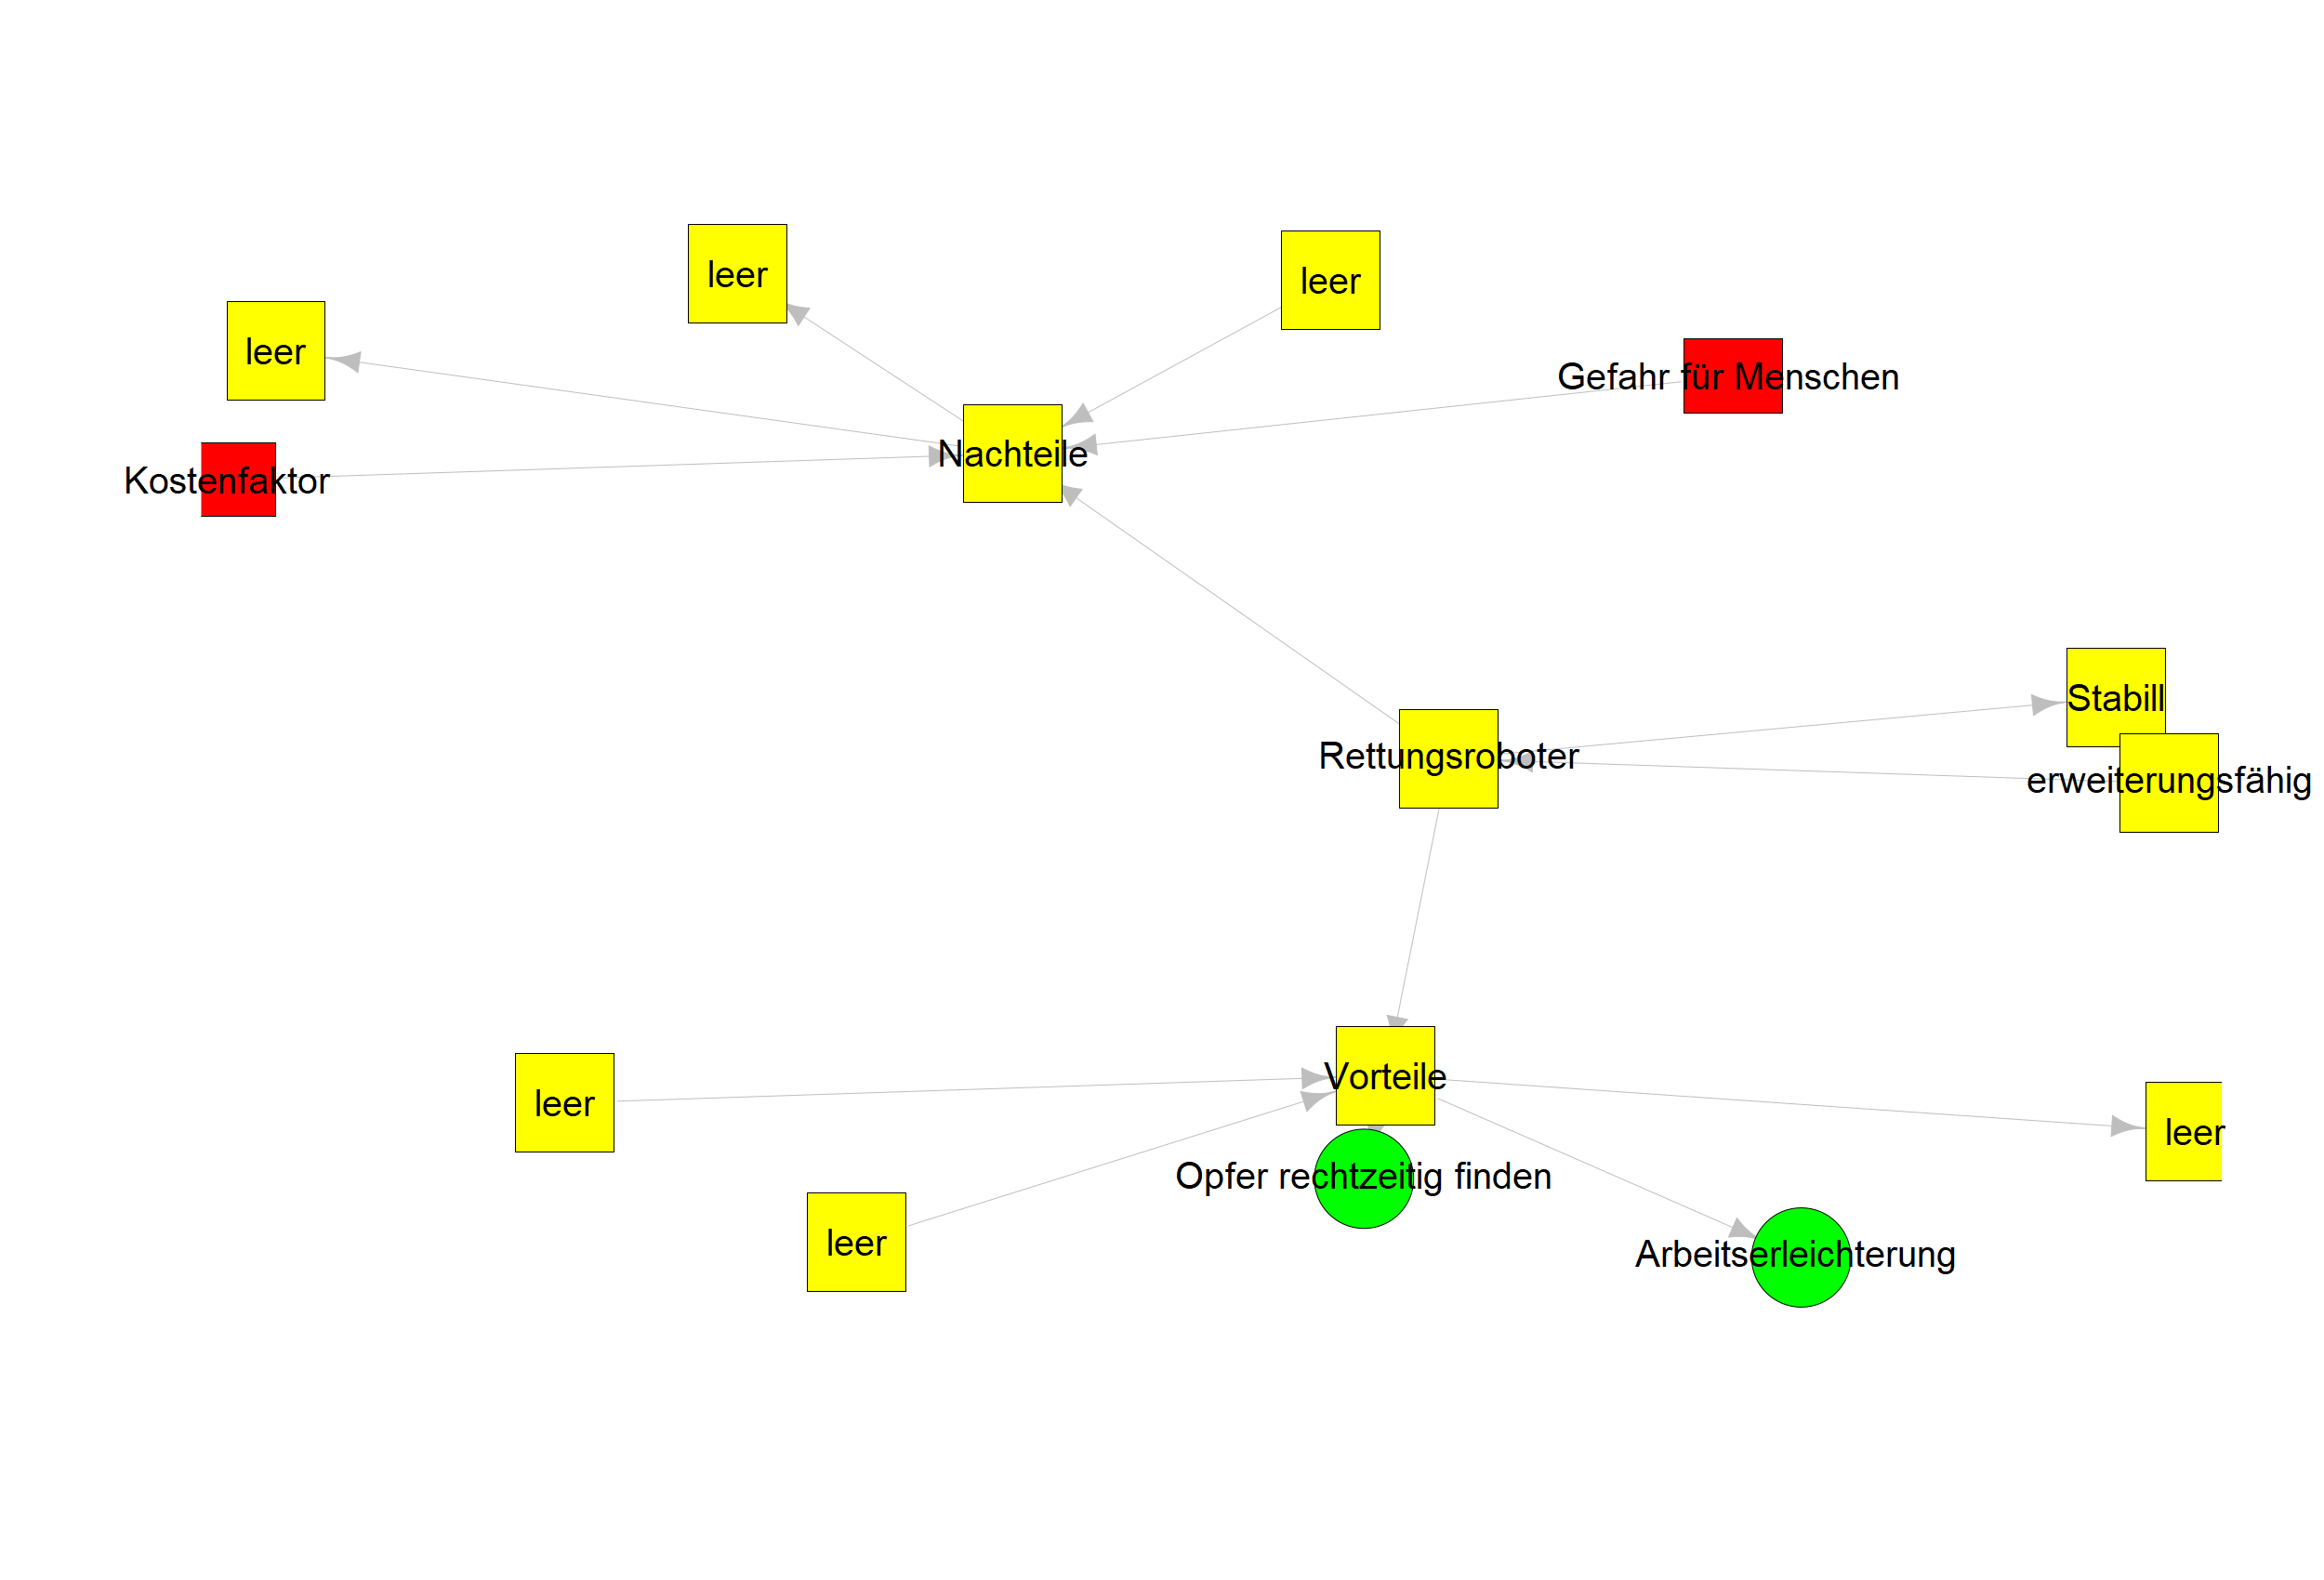 leer
leer
leer
Gefahr für Menschen
Nachteile
Kostenfaktor
Stabill
Rettungsroboter
erweiterungsfähig
Vorteile
leer
leer
Opfer rechtzeitig finden
leer
Arbeitserleichterung